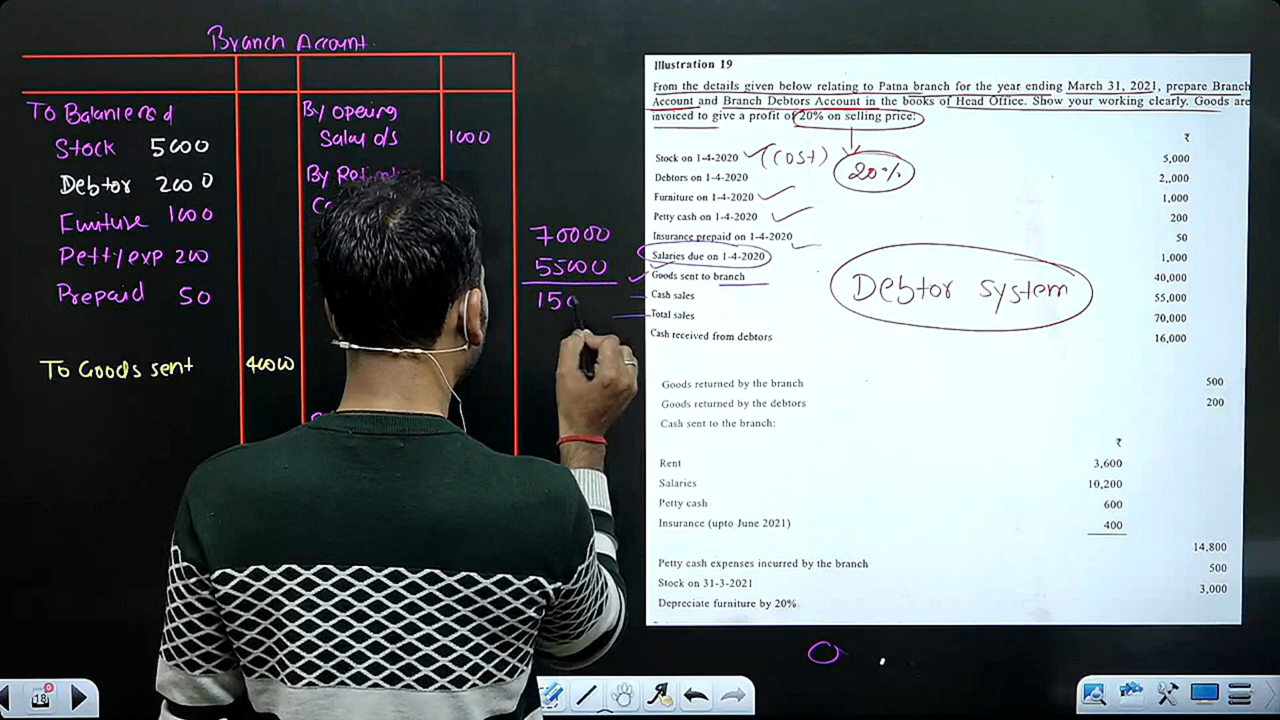 Branch Account
To Balance b d
By opeing
Stock 5000
Salary o/s 1000
Debtor 2000
Funiture 1000
Petty exp 200
Prepaid 50
To Goods sent 40000
70000
55000
Illustration 19
From the details given below relating to Patna branch for the year ending March 31, 2021, prepare Branch
Account and Branch Debtors Account in the books of Head Office. Show your working clearly. Goods are
invoiced to give a profit of 20% on selling price:
₹
Stock on 1-4-2020 (cost) 20% 5,000
Debtors on 1-4-2020 2,,000
Furniture on 1-4-2020 1,000
Petty cash on 1-4-2020 200
Insurance prepaid on 1-4-2020 50
Salaries due on 1-4-2020 1,000
Goods sent to branch 40,000
Debtor system
Cash sales 55,000
Total sales 70,000
Cash received from debtors 16,000
Goods returned by the branch 500
Goods returned by the debtors 200
Cash sent to the branch:
₹
Rent 3,600
Salaries 10,200
Petty cash 600
Insurance (upto June 2021) 400
14,800
Petty cash expenses incurred by the branch 500
Stock on 31-3-2021 3,000
Depreciate furniture by 20%
18